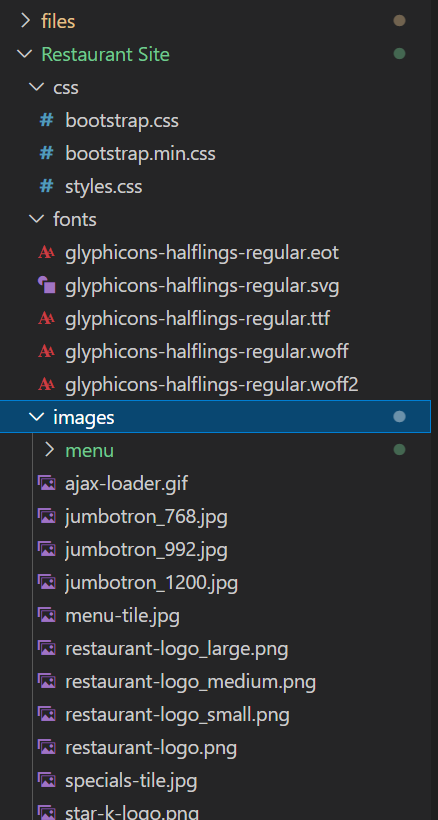 files
Restaurant Site
css
# bootstrap.css
# bootstrap.min.css
# styles.css
fonts
glyphicons-halflings-regular.eot
glyphicons-halflings-regular.svg
glyphicons-halflings-regular.ttf
glyphicons-halflings-regular.woff
glyphicons-halflings-regular.woff2
images
menu
ajax-loader.gif
jumbotron_768.jpg
jumbotron_992.jpg
jumbotron_1200.jpg
menu-tile.jpg
restaurant-logo_large.png
restaurant-logo_medium.png
restaurant-logo_small.png
restaurant-logo.png
specials-tile.jpg
star-k-logo.png